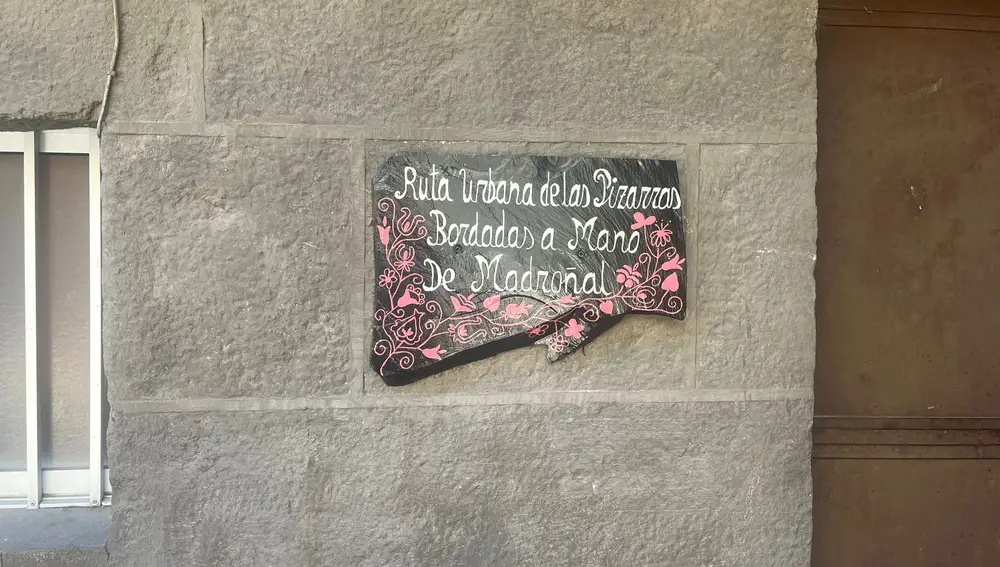 Ruta Urbana de las Pizarras
Bordadas a Mano
De Madroñal